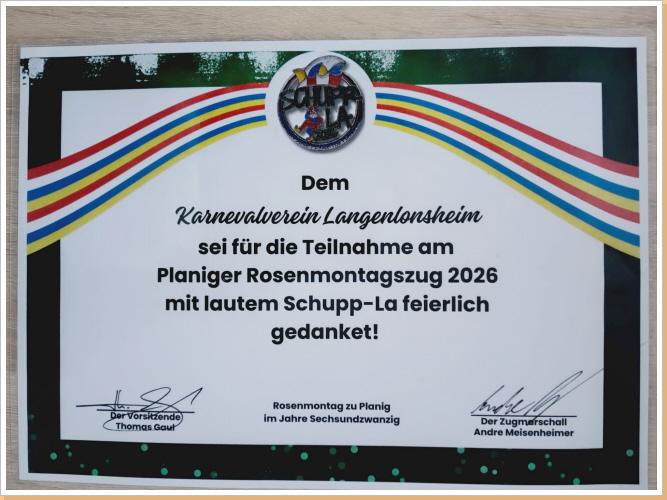 SCHUPP-
LA
Dem
Karnevalverein Langenlonsheim
sei für die Teilnahme am
Planiger Rosenmontagszug 2026
mit lautem Schupp-La feierlich
gedanket!
Der Vorsitzende
Thomas Gaul
Rosenmontag zu Planig
im Jahre Sechsundzwanzig
Der Zugmarschall
Andre Meisenheimer